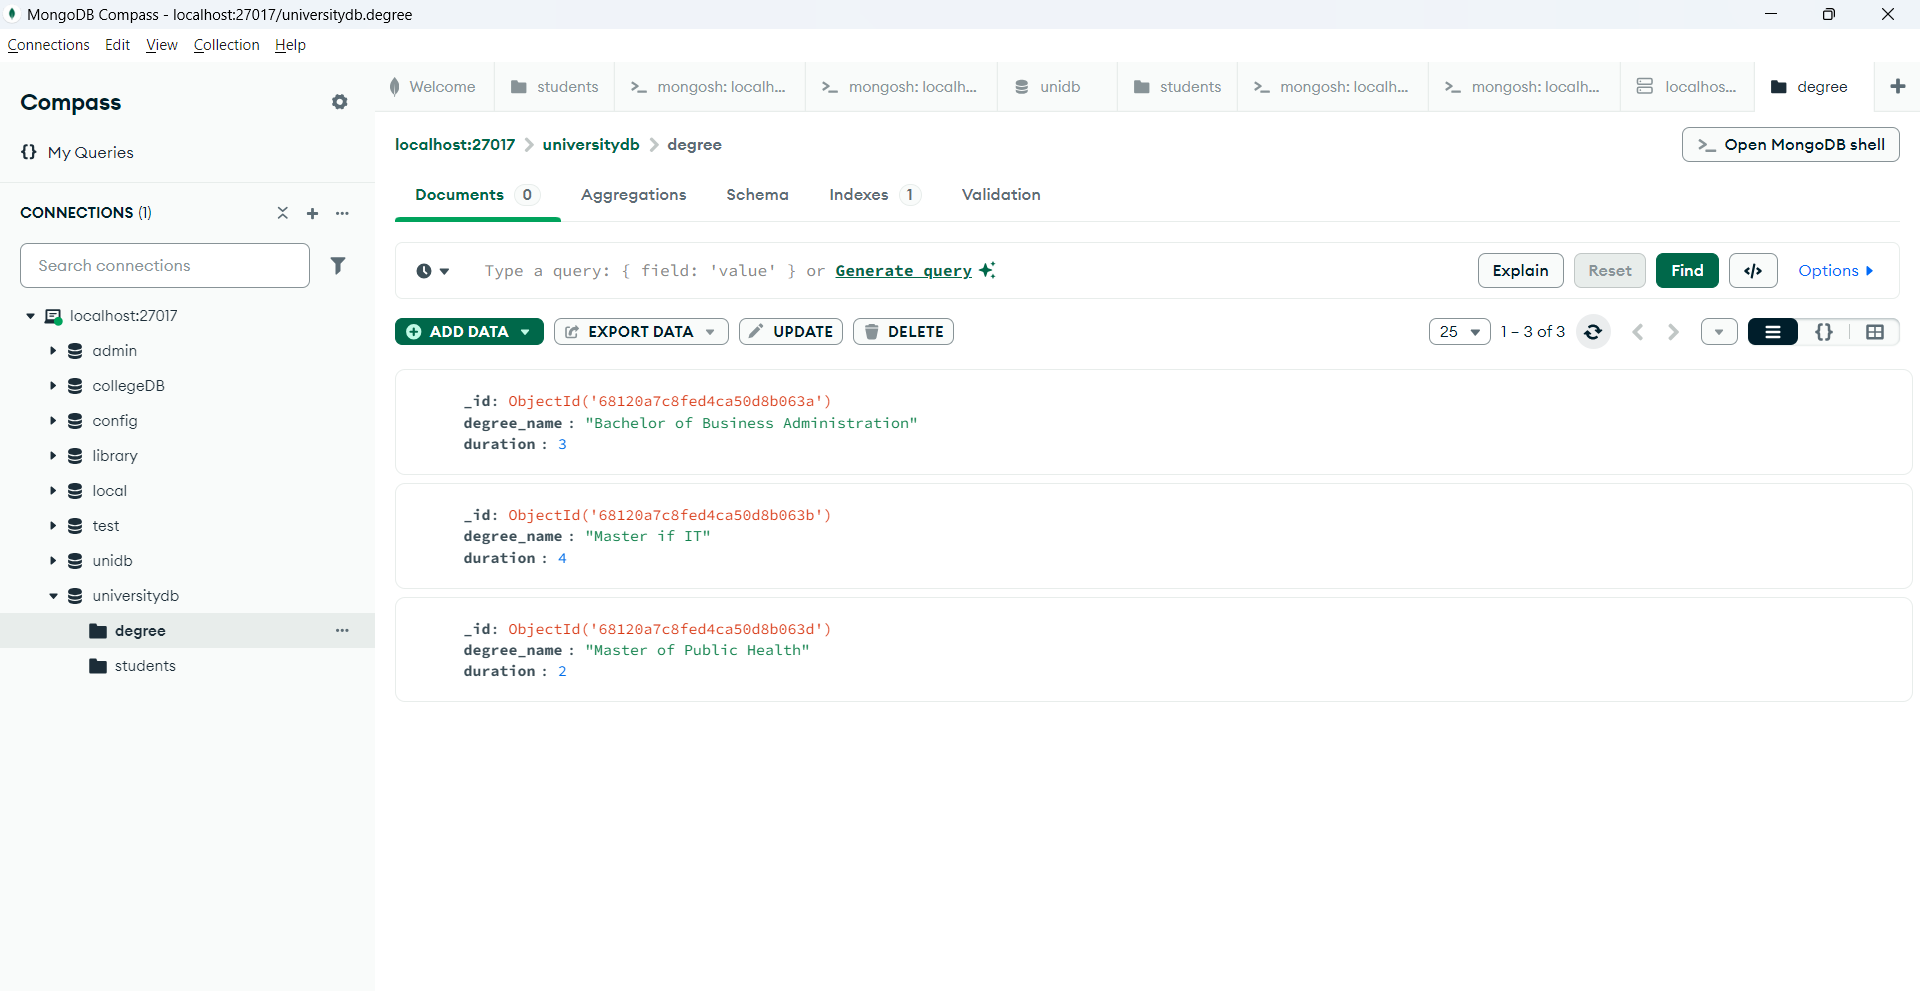 MongoDB Compass - localhost:27017/universitydb.degree
Connections Edit View Collection Help
Compass
My Queries
CONNECTIONS (1)
Search connections
localhost:27017
admin
collegeDB
config
library
local
test
unidb
universitydb
degree
students
Welcome students >_ mongosh: localh... >_ mongosh: localh... unidb students >_ mongosh: localh... >_ mongosh: localh... localhos... degree
localhost:27017 > universitydb > degree
>_ Open MongoDB shell
Documents 0 Aggregations Schema Indexes 1 Validation
Type a query: { field: 'value' } or Generate query
Explain Reset Find </> Options
ADD DATA EXPORT DATA UPDATE DELETE
25 1 – 3 of 3 {}
_id: ObjectId('68120a7c8fed4ca50d8b063a')
degree_name : "Bachelor of Business Administration"
duration : 3
_id: ObjectId('68120a7c8fed4ca50d8b063b')
degree_name : "Master if IT"
duration : 4
_id: ObjectId('68120a7c8fed4ca50d8b063d')
degree_name : "Master of Public Health"
duration : 2